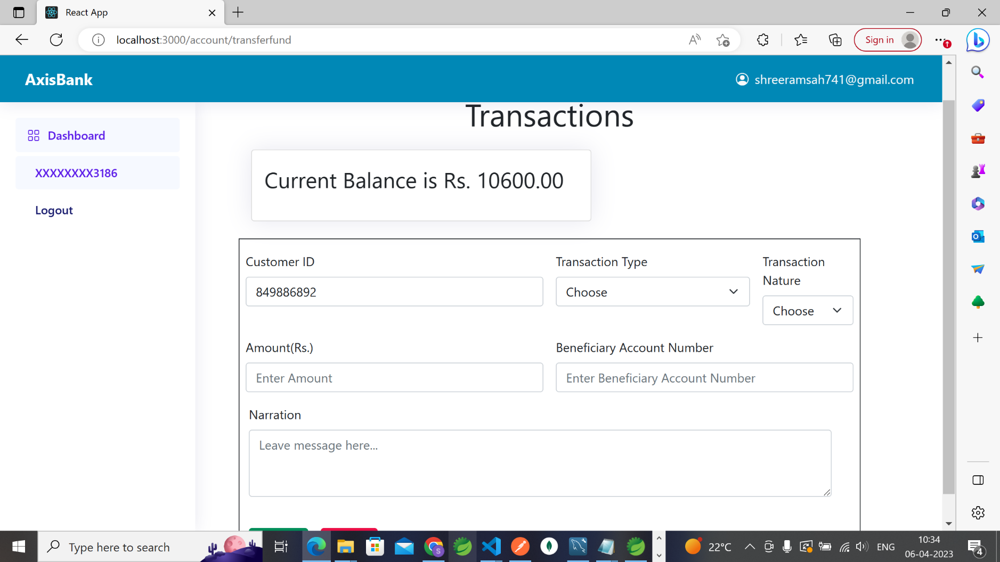 React App
localhost:3000/account/transferfund
Sign in
AxisBank
shreeramsah741@gmail.com
Dashboard
XXXXXXXX3186
Logout
Transactions
Current Balance is Rs. 10600.00
Customer ID
Transaction Type
Transaction
Nature
849886892
Choose
Choose
Amount(Rs.)
Beneficiary Account Number
Enter Amount
Enter Beneficiary Account Number
Narration
Leave message here...
Type here to search
22°C
ENG
10:34
06-04-2023
4